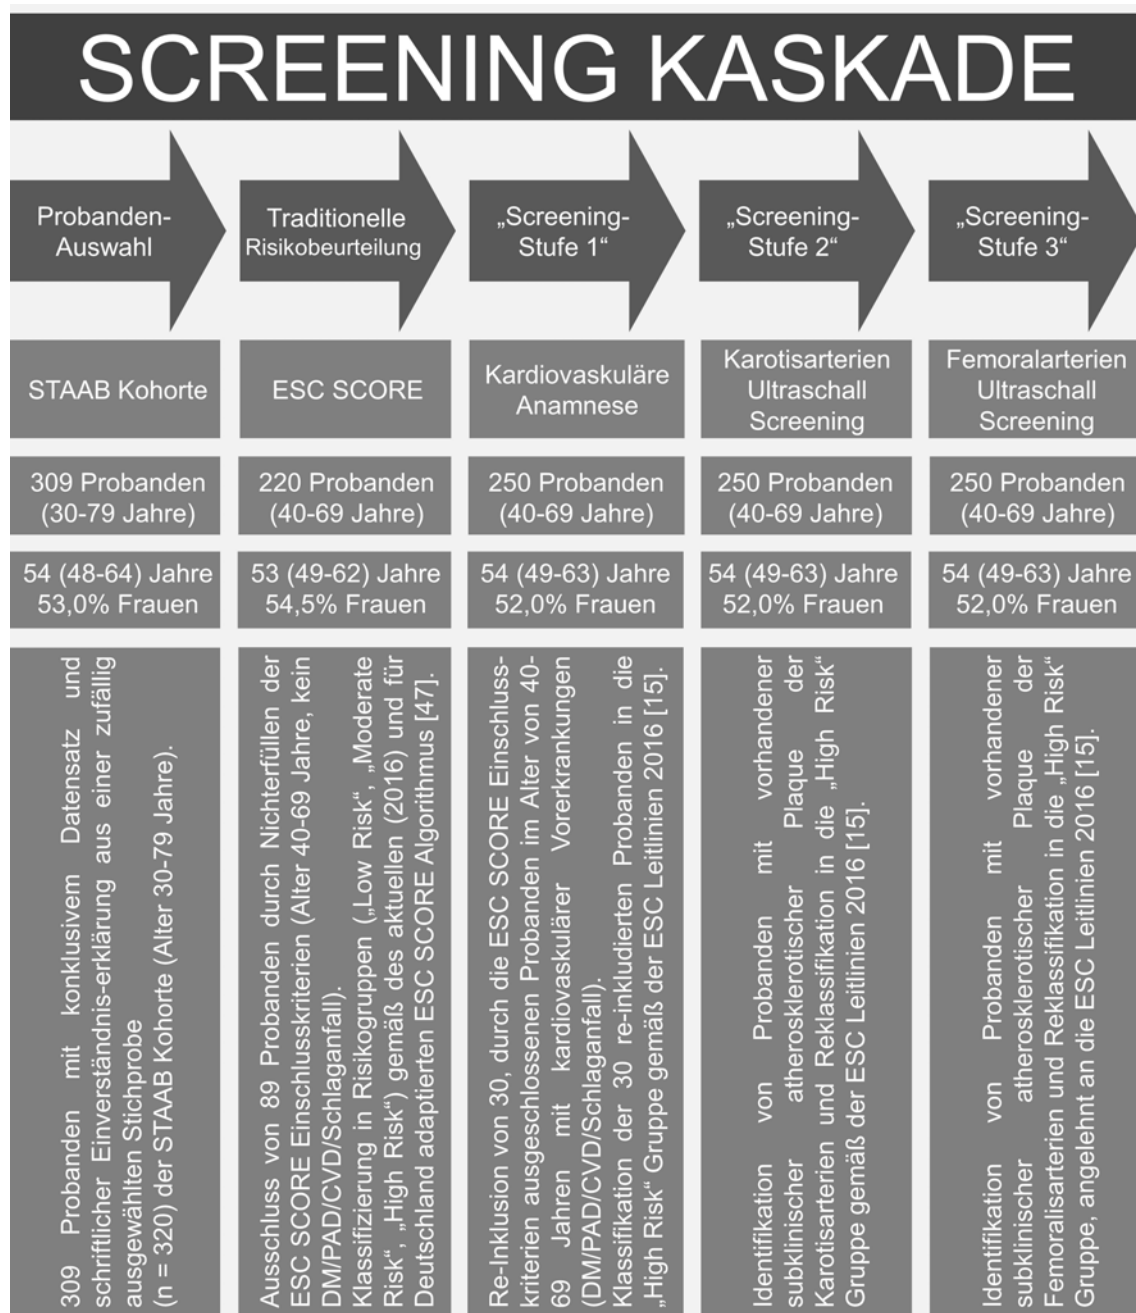 SCREENING KASKADE
Probanden-
Auswahl
Traditionelle
Risikobeurteilung
„Screening-
Stufe 1“
„Screening-
Stufe 2“
„Screening-
Stufe 3“
STAAB Kohorte
ESC SCORE
Kardiovaskuläre
Anamnese
Karotisarterien
Ultraschall
Screening
Femoralarterien
Ultraschall
Screening
309 Probanden
(30-79 Jahre)
220 Probanden
(40-69 Jahre)
250 Probanden
(40-69 Jahre)
250 Probanden
(40-69 Jahre)
250 Probanden
(40-69 Jahre)
54 (48-64) Jahre
53,0% Frauen
53 (49-62) Jahre
54,5% Frauen
54 (49-63) Jahre
52,0% Frauen
54 (49-63) Jahre
52,0% Frauen
54 (49-63) Jahre
52,0% Frauen
309 Probanden mit konklusivem Datensatz und
schriftlicher Einverständnis-erklärung aus einer zufällig
ausgewählten Stichprobe
(n = 320) der STAAB Kohorte (Alter 30-79 Jahre).
Ausschluss von 89 Probanden durch Nichterfüllen der
ESC SCORE Einschlusskriterien (Alter 40-69 Jahre, kein
DM/PAD/CVD/Schlaganfall).
Klassifizierung in Risikogruppen („Low Risk“, „Moderate
Risk“, „High Risk“) gemäß des aktuellen (2016) und für
Deutschland adaptierten ESC SCORE Algorithmus [47].
Re-Inklusion von 30, durch die ESC SCORE Einschluss-
kriterien ausgeschlossenen Probanden im Alter von 40-
69 Jahren mit kardiovaskulärer Vorerkrankungen
(DM/PAD/CVD/Schlaganfall).
Klassifikation der 30 re-inkludierten Probanden in die
„High Risk“ Gruppe gemäß der ESC Leitlinien 2016 [15].
Identifikation von Probanden mit vorhandener
subklinischer atherosklerotischer Plaque der
Karotisarterien und Reklassifikation in die „High Risk“
Gruppe gemäß der ESC Leitlinien 2016 [15].
Identifikation von Probanden mit vorhandener
subklinischer atherosklerotischer Plaque der
Femoralisarterien und Reklassifikation in die „High Risk“
Gruppe, angelehnt an die ESC Leitlinien 2016 [15].